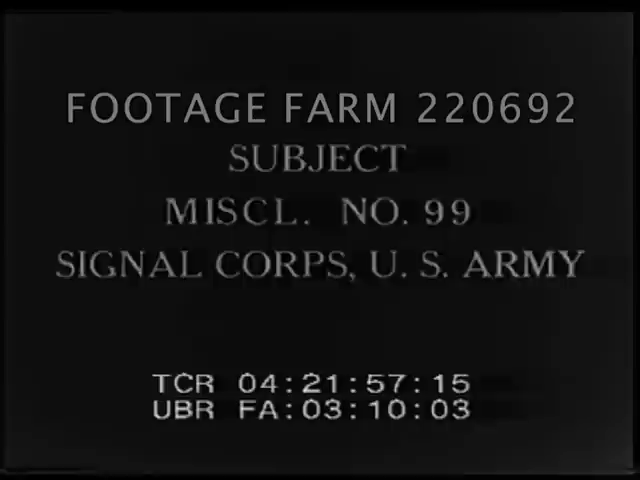 FOOTAGE FARM 220692
SUBJECT
MISCL. NO. 99
SIGNAL CORPS, U. S. ARMY
TCR 04:21:57:15
UBR FA:03:10:03